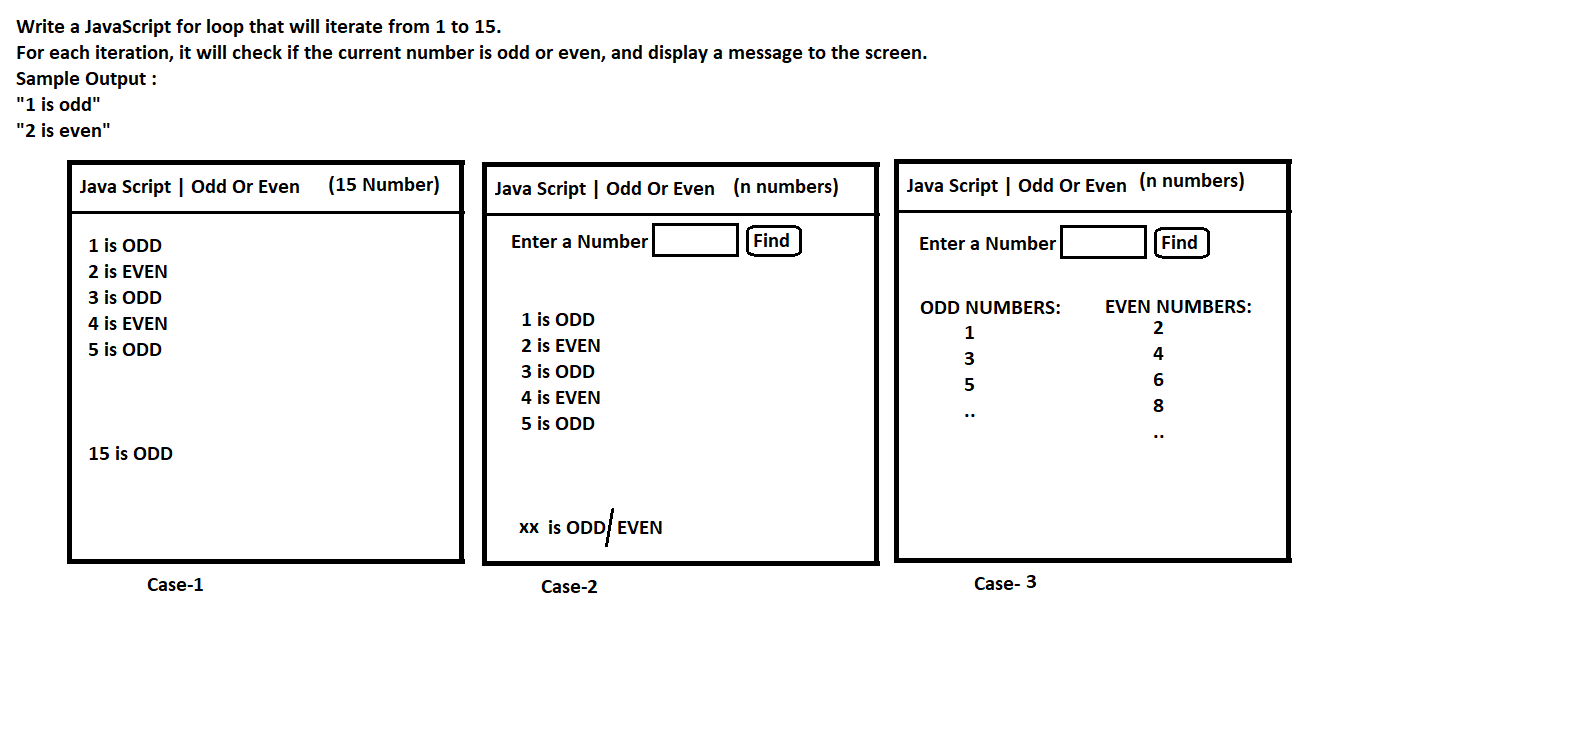 Write a JavaScript for loop that will iterate from 1 to 15.
For each iteration, it will check if the current number is odd or even, and display a message to the screen.
Sample Output :
"1 is odd"
"2 is even"
Java Script | Odd Or Even (15 Number)
1 is ODD
2 is EVEN
3 is ODD
4 is EVEN
5 is ODD
15 is ODD
Case-1
Java Script | Odd Or Even (n numbers)
Enter a Number Find
1 is ODD
2 is EVEN
3 is ODD
4 is EVEN
5 is ODD
xx is ODD/EVEN
Case-2
Java Script | Odd Or Even (n numbers)
Enter a Number Find
ODD NUMBERS:
1
3
5
..
EVEN NUMBERS:
2
4
6
8
..
Case- 3